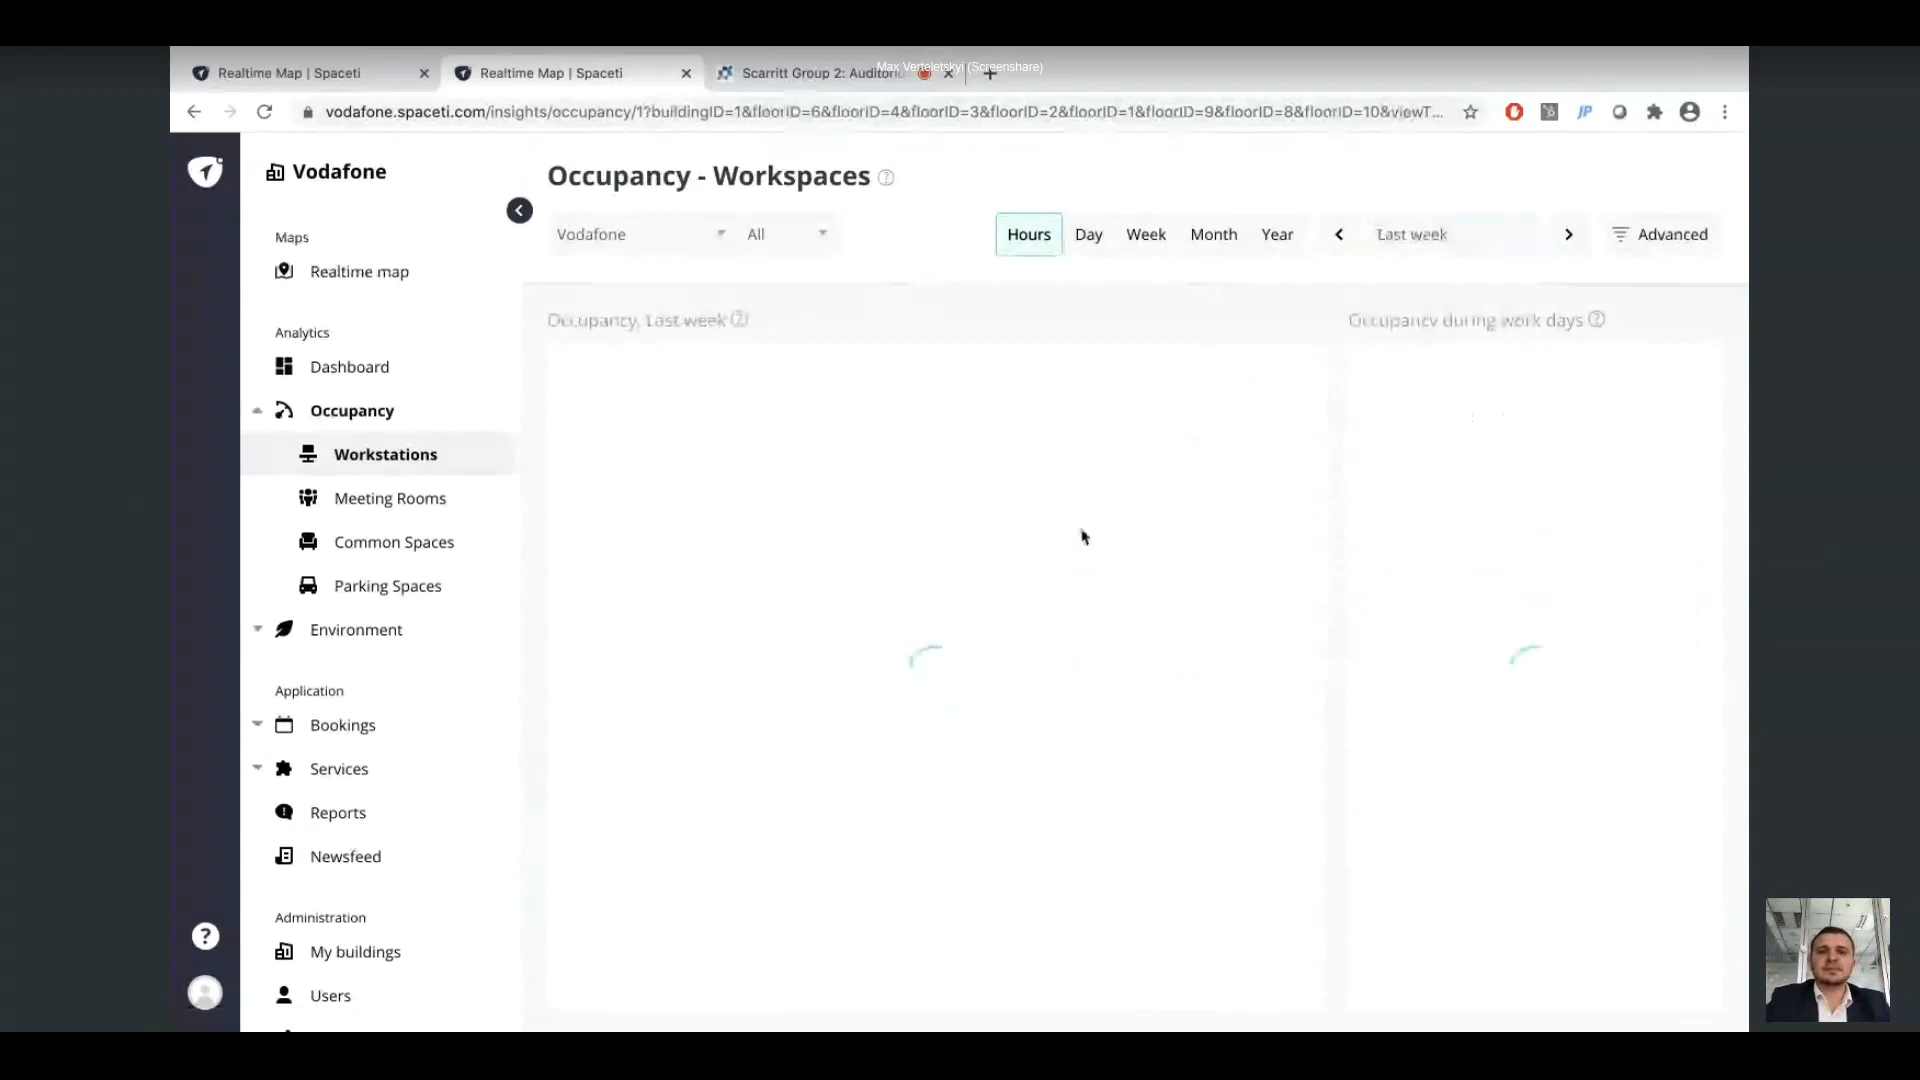 Realtime Map | Spaceti
Realtime Map | Spaceti
Scarritt Group 2: Auditori
Max Verteletskyi (Screenshare)
vodafone.spaceti.com/insights/occupancy/1?buildingID=1&floorID=6&floorID=4&floorID=3&floorID=2&floorID=1&floorID=9&floorID=8&floorID=10&viewT...
JP
Vodafone
Maps
Realtime map
Analytics
Dashboard
Occupancy
Workstations
Meeting Rooms
Common Spaces
Parking Spaces
Environment
Application
Bookings
Services
Reports
Newsfeed
Administration
My buildings
Users
Occupancy - Workspaces
Vodafone
All
Hours
Day
Week
Month
Year
Last week
Advanced
Occupancy, Last week
Occupancy during work days